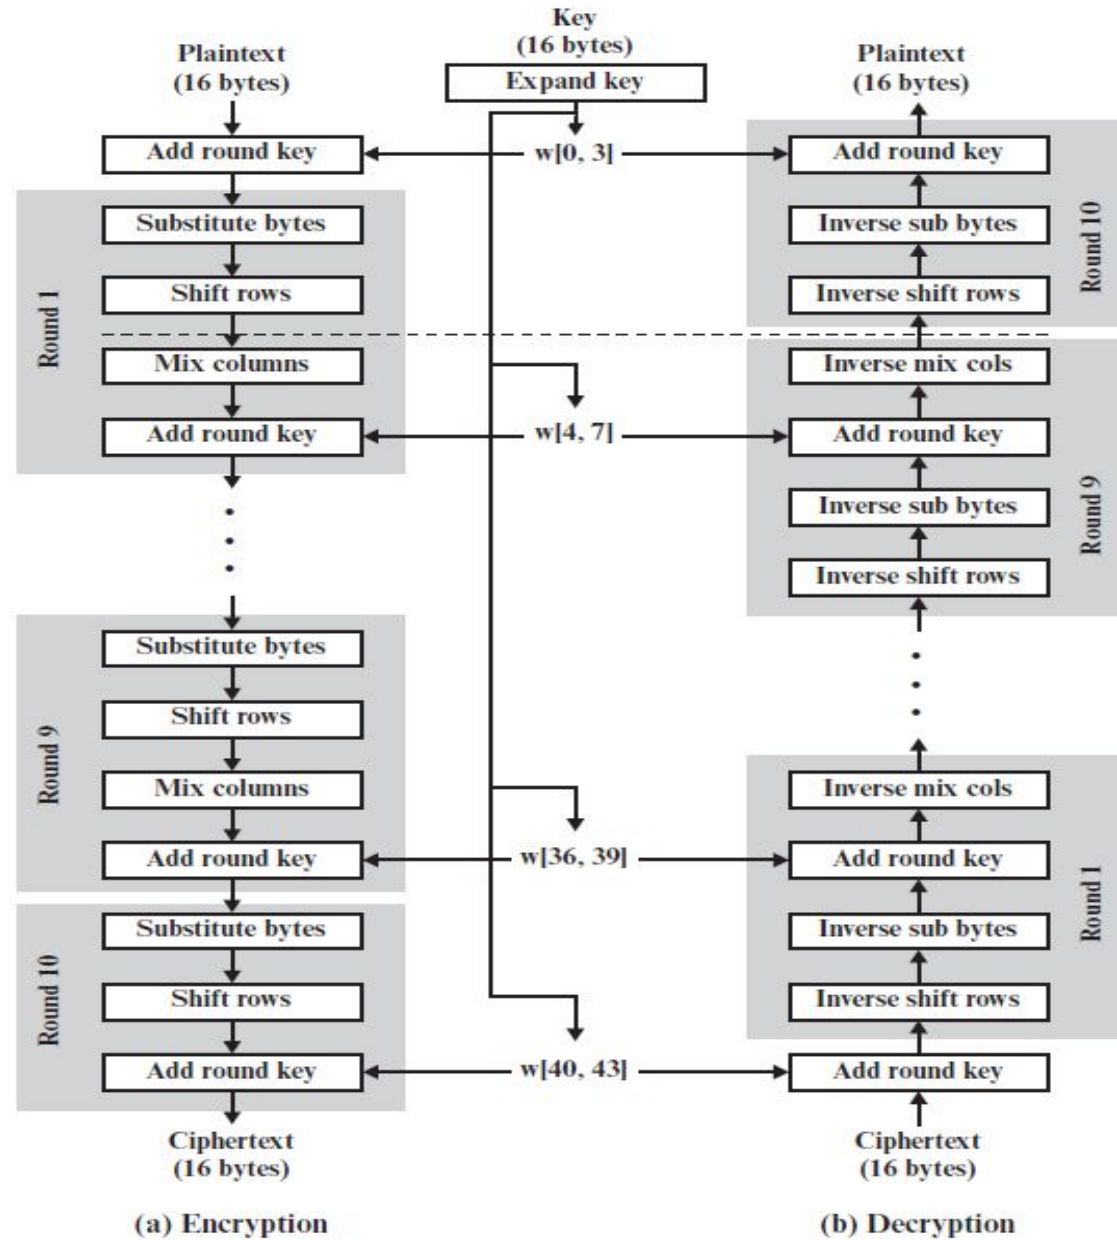 Plaintext
(16 bytes)
Add round key
Round 1
Substitute bytes
Shift rows
Mix columns
Add round key
Round 9
Substitute bytes
Shift rows
Mix columns
Add round key
Round 10
Substitute bytes
Shift rows
Add round key
Ciphertext
(16 bytes)
(a) Encryption
Key
(16 bytes)
Expand key
w[0, 3]
w[4, 7]
w[36, 39]
w[40, 43]
Plaintext
(16 bytes)
Add round key
Inverse sub bytes
Inverse shift rows
Round 10
Inverse mix cols
Add round key
Inverse sub bytes
Inverse shift rows
Round 9
Inverse mix cols
Add round key
Inverse sub bytes
Inverse shift rows
Round 1
Add round key
Ciphertext
(16 bytes)
(b) Decryption